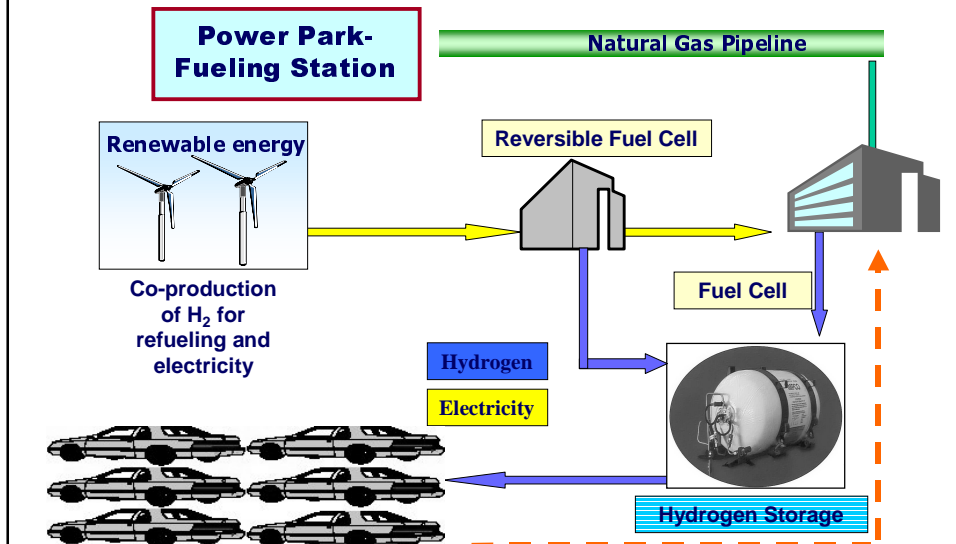 Power Park-
Fueling Station
Natural Gas Pipeline
Renewable energy
Reversible Fuel Cell
Co-production
of H₂ for
refueling and
electricity
Fuel Cell
Hydrogen
Electricity
Hydrogen Storage